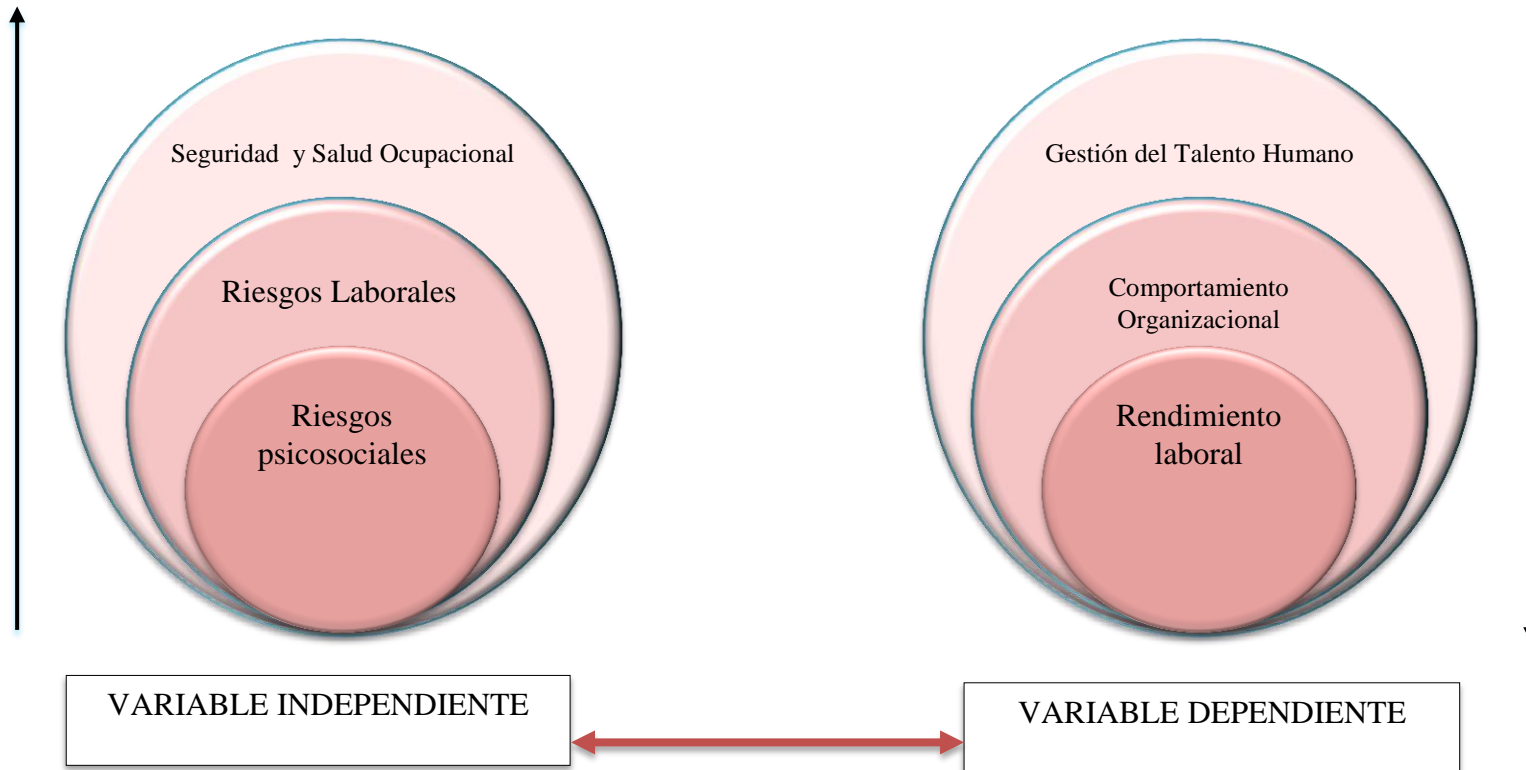 Seguridad y Salud Ocupacional
Riesgos Laborales
Riesgos
psicosociales
Gestión del Talento Humano
Comportamiento
Organizacional
Rendimiento
laboral
VARIABLE INDEPENDIENTE
VARIABLE DEPENDIENTE